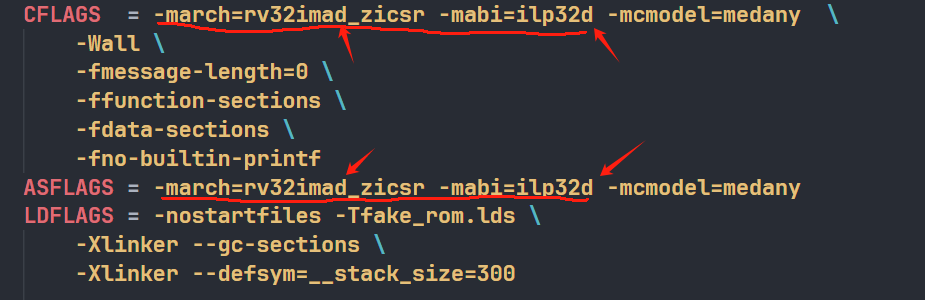 CFLAGS  = -march=rv32imad_zicsr -mabi=ilp32d -mcmodel=medany  \
    -Wall \
    -fmessage-length=0 \
    -ffunction-sections \
    -fdata-sections \
    -fno-builtin-printf
ASFLAGS = -march=rv32imad_zicsr -mabi=ilp32d -mcmodel=medany
LDFLAGS = -nostartfiles -Tfake_rom.lds \
    -Xlinker --gc-sections \
    -Xlinker --defsym=__stack_size=300